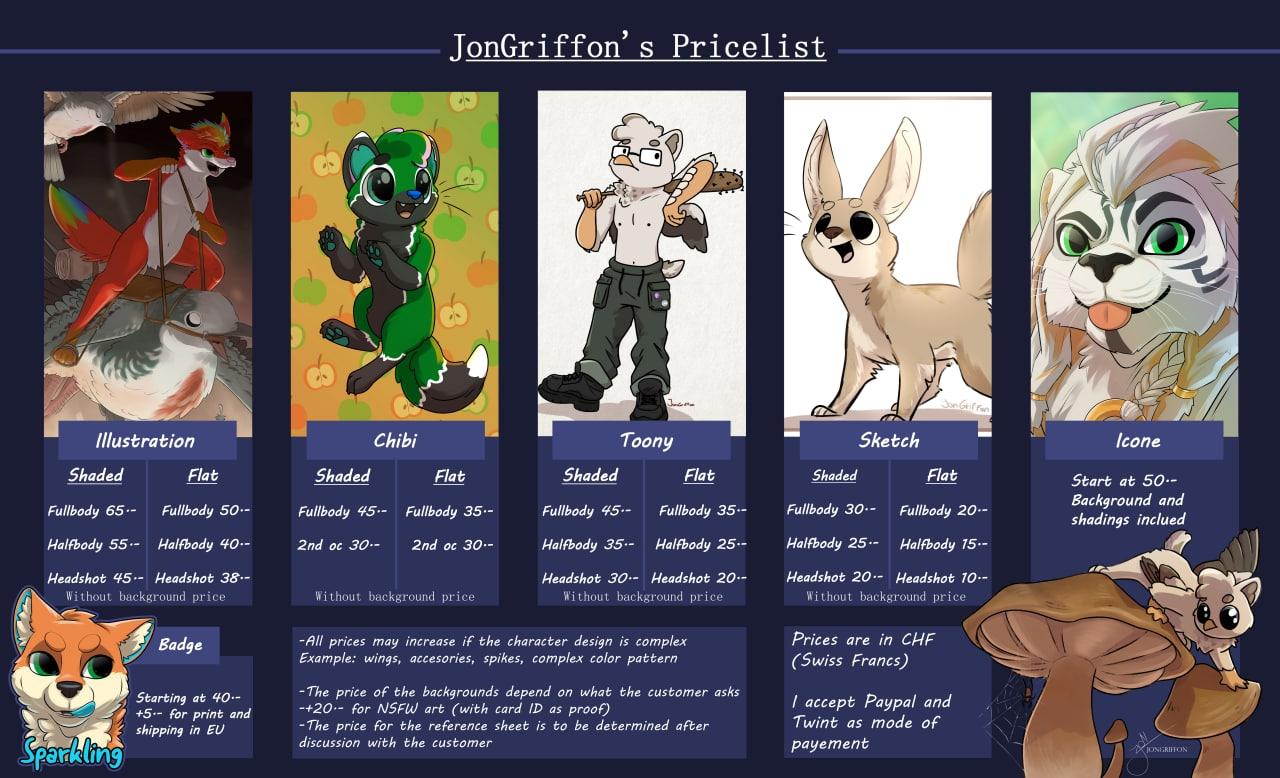 JonGriffon's Pricelist
JonGriffon
JonGriffon
Illustration
Shaded
Flat
Fullbody 65.-
Fullbody 50.-
Halfbody 55.-
Halfbody 40.-
Headshot 45.-
Headshot 38.-
Without background price
Chibi
Shaded
Flat
Fullbody 45.-
Fullbody 35.-
2nd oc 30.-
2nd oc 30.-
Without background price
Toony
Shaded
Flat
Fullbody 45.-
Fullbody 35.-
Halfbody 35.-
Halfbody 25.-
Headshot 30.-
Headshot 20.-
Without background price
Sketch
Shaded
Flat
Fullbody 30.-
Fullbody 20.-
Halfbody 25.-
Halfbody 15.-
Headshot 20.-
Headshot 10.-
Without background price
Icone
Start at 50.-
Background and
shadings inclued
Badge
Starting at 40.-
+5.- for print and
shipping in EU
Sparkling
-All prices may increase if the character design is complex
Example: wings, accesories, spikes, complex color pattern
-The price of the backgrounds depend on what the customer asks
-+20.- for NSFW art (with card ID as proof)
-The price for the reference sheet is to be determined after
discussion with the customer
Prices are in CHF
(Swiss Francs)
I accept Paypal and
Twint as mode of
payement
JONGRIFFON